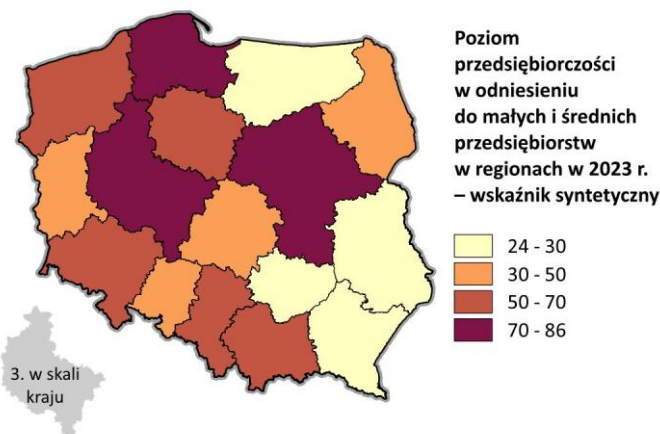 Poziom
przedsiębiorczości
w odniesieniu
do małych i średnich
przedsiębiorstw
w regionach w 2023 r.
– wskaźnik syntetyczny
24 - 30
30 - 50
50 - 70
70 - 86
3. w skali
kraju